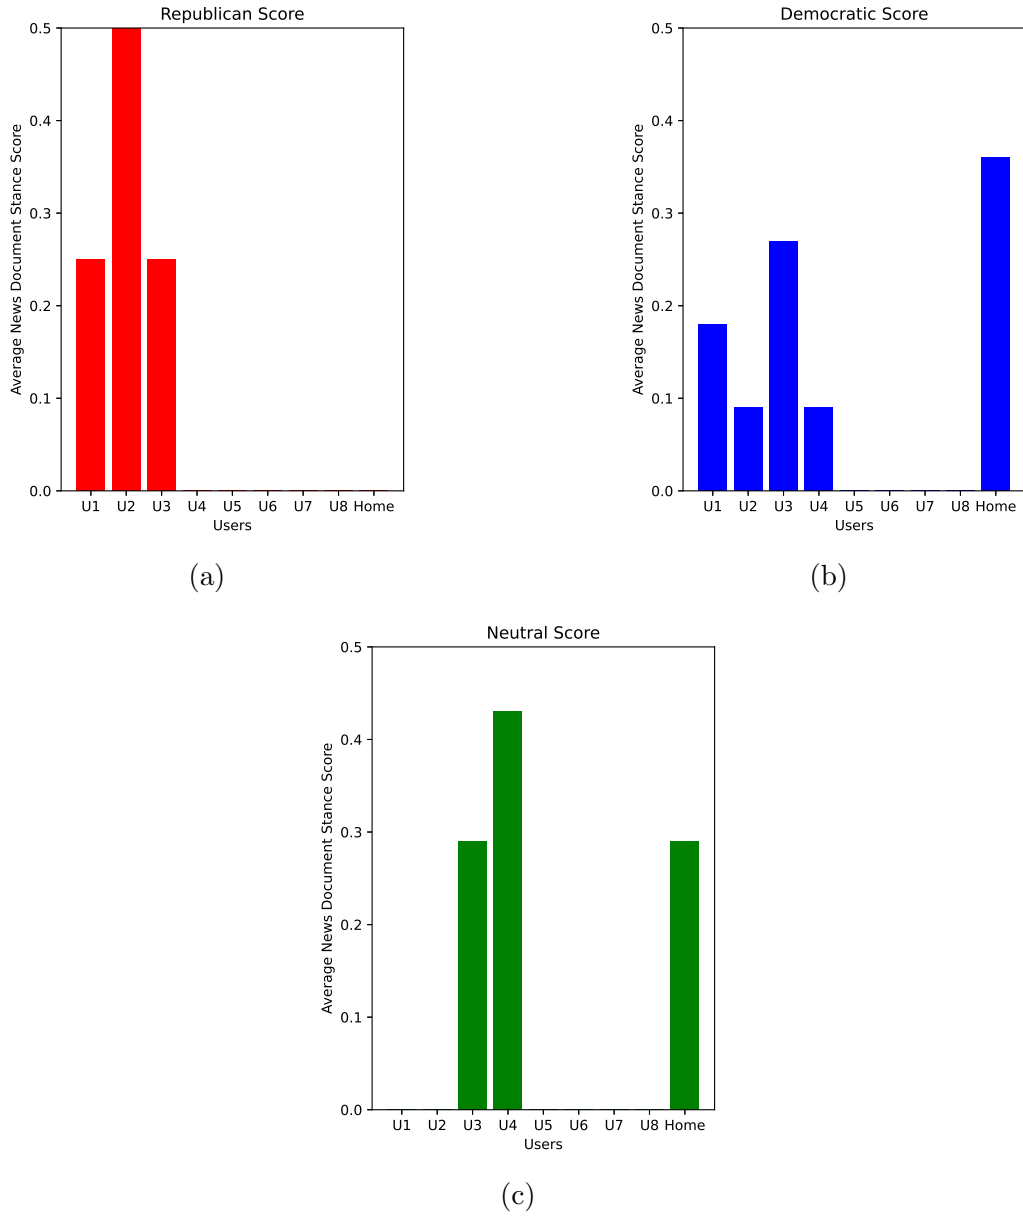 Republican Score
0.5
0.4
0.3
0.2
0.1
0.0
Average News Document Stance Score
U1 U2 U3 U4 U5 U6 U7 U8 Home
Users
(a)
Democratic Score
0.5
0.4
0.3
0.2
0.1
0.0
Average News Document Stance Score
U1 U2 U3 U4 U5 U6 U7 U8 Home
Users
(b)
Neutral Score
0.5
0.4
0.3
0.2
0.1
0.0
Average News Document Stance Score
U1 U2 U3 U4 U5 U6 U7 U8 Home
Users
(c)